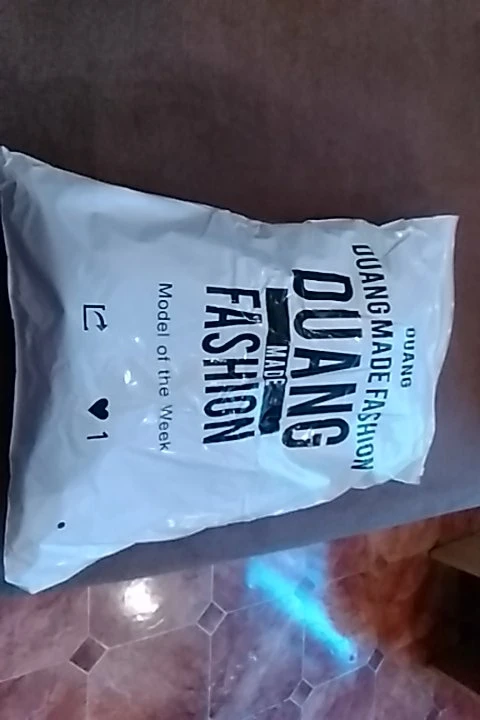 DUANG
DUANG MADE FASHION
DUANG
MADE
FASHION
Model of the Week
1